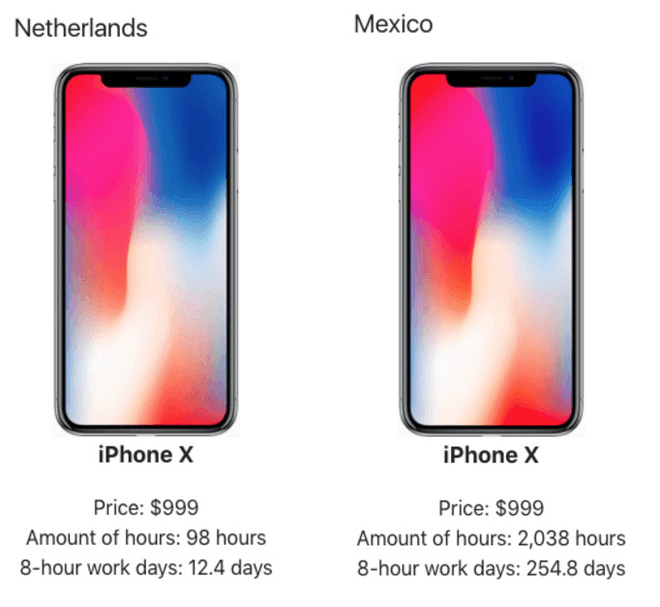 Netherlands
Mexico
iPhone X
iPhone X
Price: $999
Price: $999
Amount of hours: 98 hours
Amount of hours: 2,038 hours
8-hour work days: 12.4 days
8-hour work days: 254.8 days